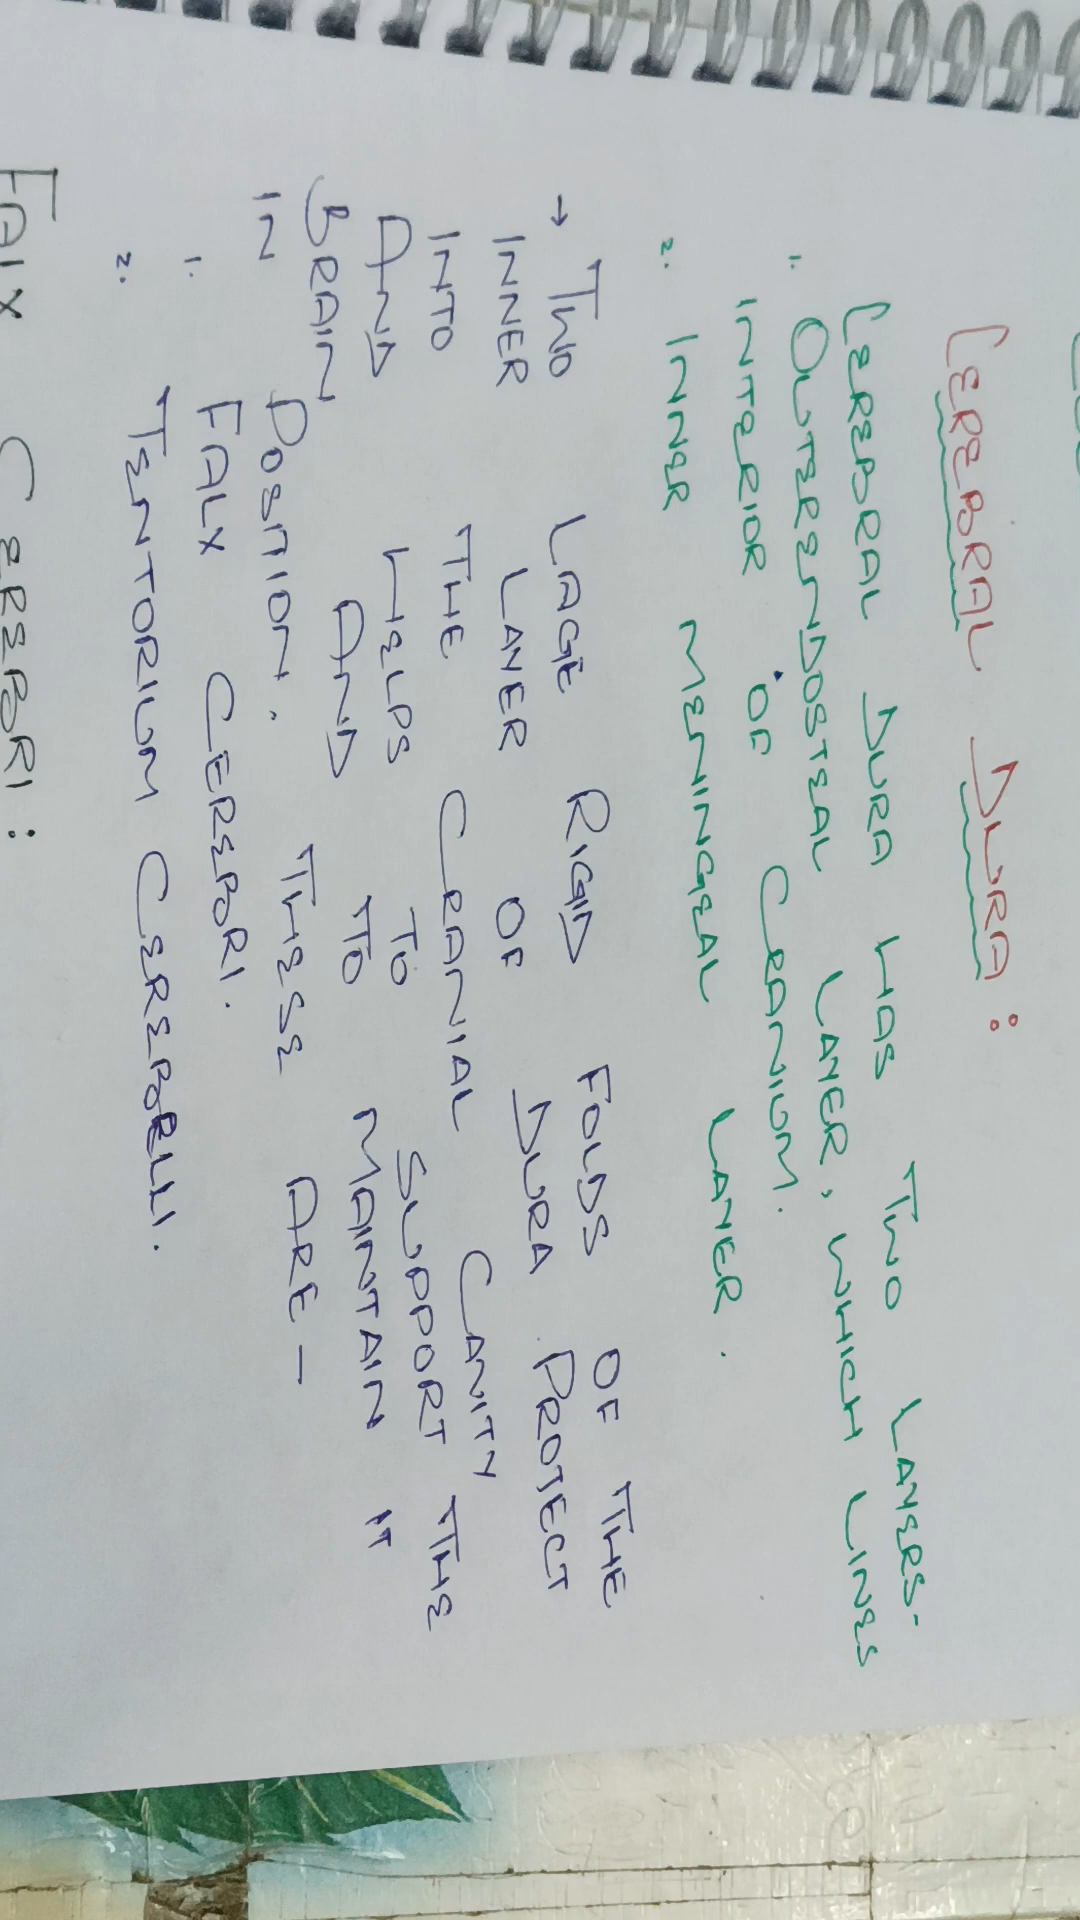 CEREBRAL DURA :
CEREBRAL DURA HAS TWO LAYERS-
1. OUTERENDOSTEAL LAYER, WHICH LINES
INTERIOR OF CRANIUM.
2. INNER MENINGEAL LAYER.
→ TWO LAGE RIGID FOLDS OF THE
INNER LAYER OF DURA PROTECT
INTO THE CRANIAL CAVITY
AND HELPS TO SUPPORT THE
BRAIN AND TO MAINTAIN IT
IN POSITION. THESE ARE -
1. FALX CEREBRI.
2. TENTORIUM CEREBELLI.
FALX CEREBRI :